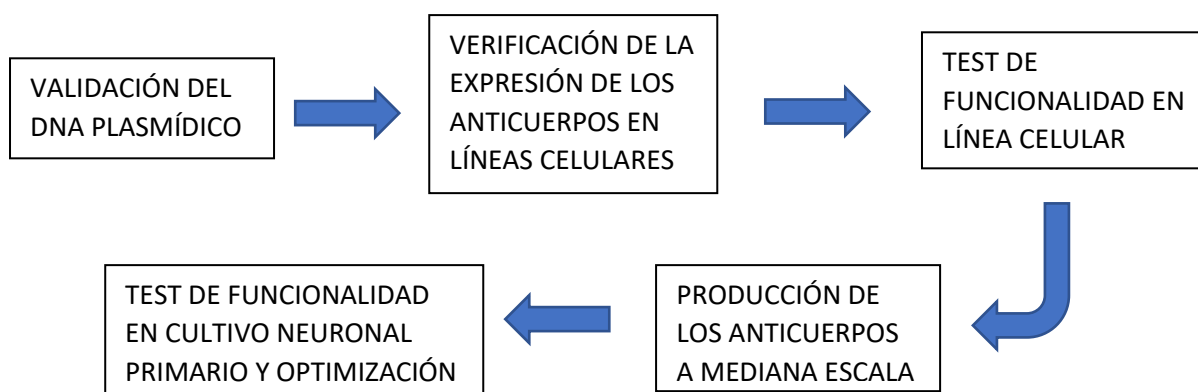 VALIDACIÓN DEL
DNA PLASMÍDICO
VERIFICACIÓN DE LA
EXPRESIÓN DE LOS
ANTICUERPOS EN
LÍNEAS CELULARES
TEST DE
FUNCIONALIDAD EN
LÍNEA CELULAR
PRODUCCIÓN DE
LOS ANTICUERPOS
A MEDIANA ESCALA
TEST DE FUNCIONALIDAD
EN CULTIVO NEURONAL
PRIMARIO Y OPTIMIZACIÓN